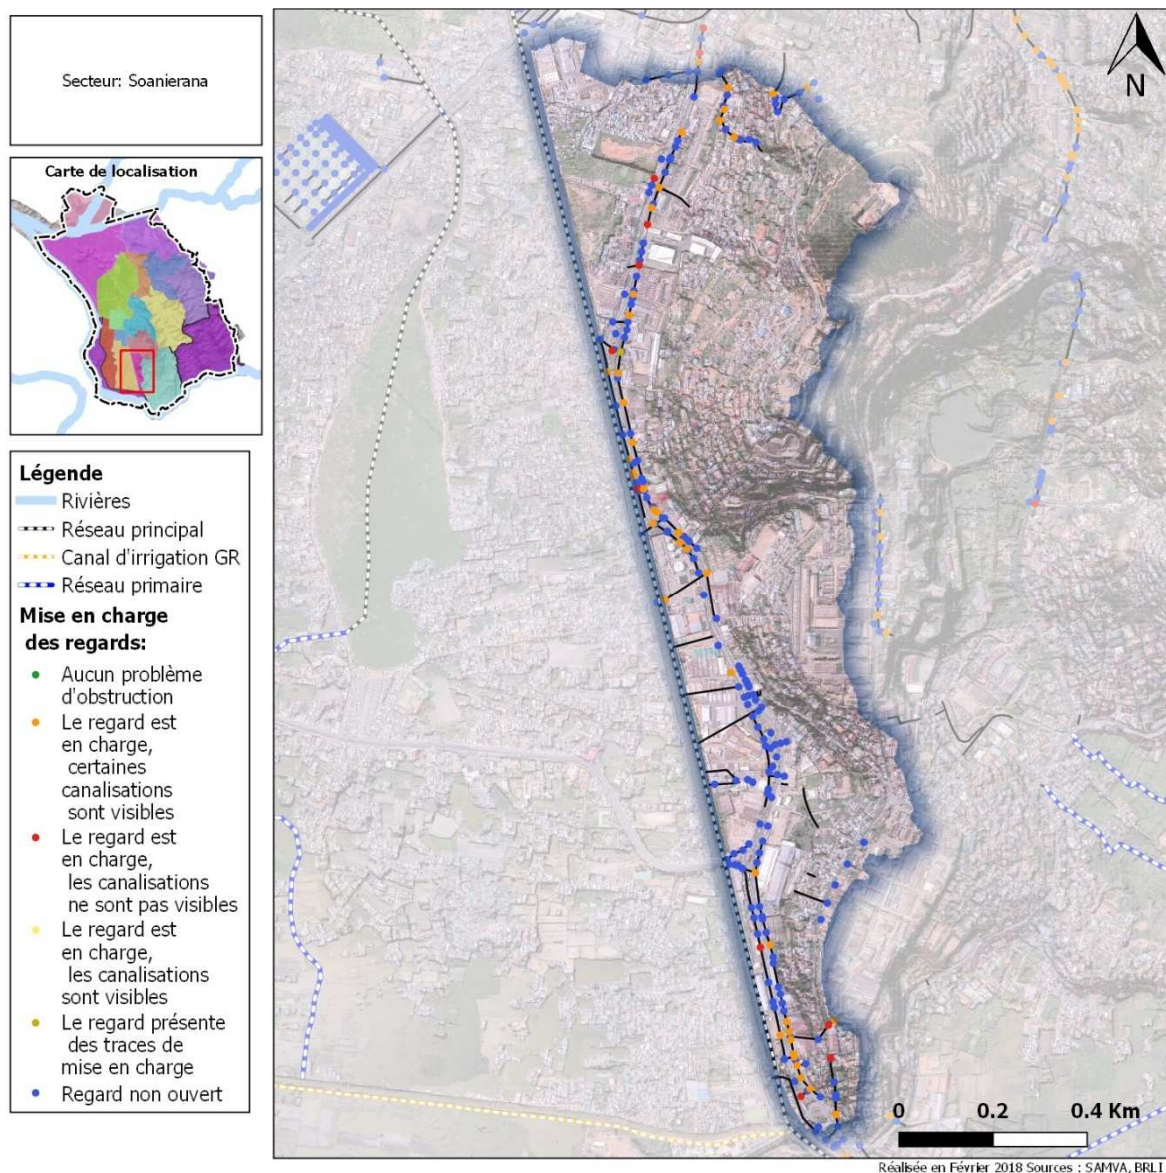 Secteur: Soanierana
Carte de localisation
Légende
Rivières
Réseau principal
Canal d'irrigation GR
Réseau primaire
Mise en charge
des regards:
Aucun problème
d'obstruction
Le regard est
en charge,
certaines
canalisations
sont visibles
Le regard est
en charge,
les canalisations
ne sont pas visibles
Le regard est
en charge,
les canalisations
sont visibles
Le regard présente
des traces de
mise en charge
Regard non ouvert
N
0 0.2 0.4 Km
Réalisée en Février 2018 Sources : SAMVA, BRLI